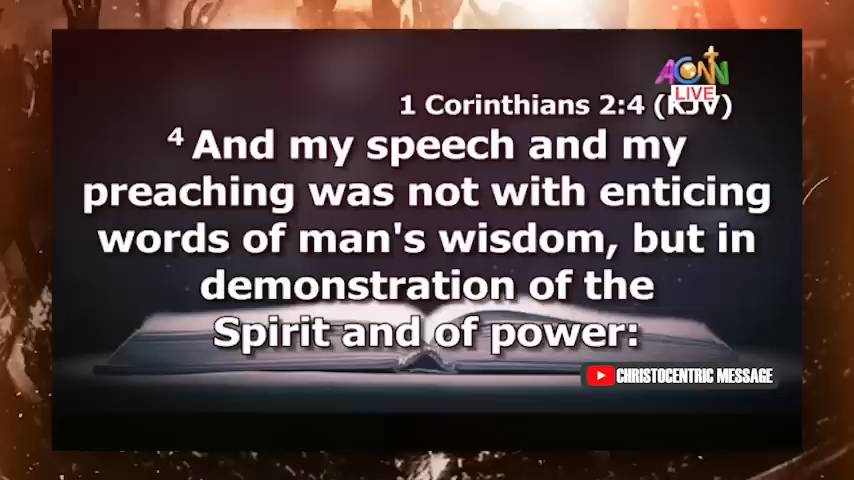 ACNN
LIVE
1 Corinthians 2:4 (KJV)
4 And my speech and my
preaching was not with enticing
words of man's wisdom, but in
demonstration of the
Spirit and of power:
CHRISTOCENTRIC MESSAGE